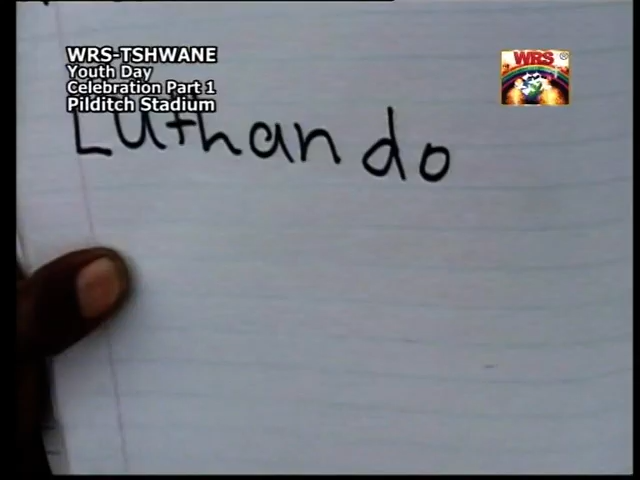 WRS-TSHWANE
Youth Day
Celebration Part 1
Pilditch Stadium
WRS
Luthando